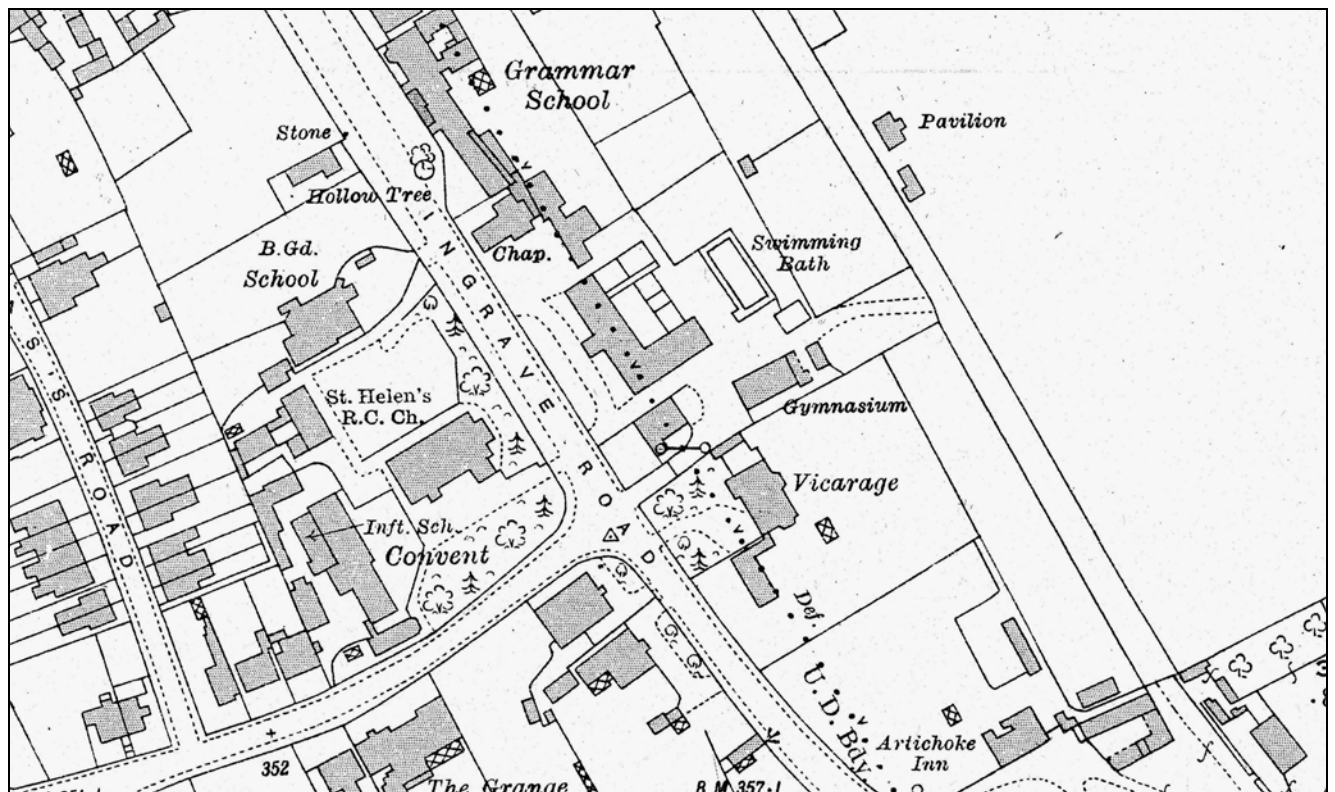 Grammar
School
Pavilion
Stone
Hollow Tree
B.Gd.
School
Chap.
Swimming
Bath
INGRAVE ROAD
St. Helen's
R.C. Ch.
Gymnasium
Vicarage
ROAD
Inft. Sch.
Convent
Def
U.D. Bdy.
Artichoke
Inn
352
The Grange
B.M. 357.1